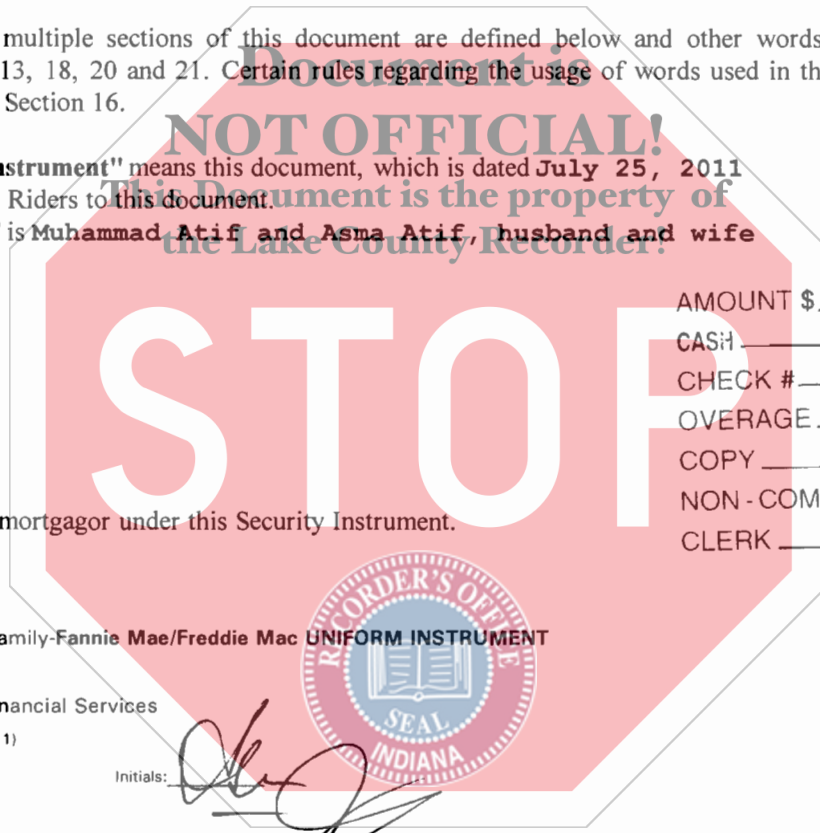 multiple sections of this document are defined below and other words
13, 18, 20 and 21. Certain rules regarding the usage of words used in th
Section 16.
Document is
NOT OFFICIAL!
This Document is the property of
the Lake County Recorder!
nstrument" means this document, which is dated July 25, 2011
Riders to this document.
is Muhammad Atif and Asma Atif, husband and wife
STOP
AMOUNT $
CASH
CHECK #
OVERAGE
COPY
NON-COM
CLERK
mortgagor under this Security Instrument.
RECORDER'S OFFICE
SEAL
INDIANA
amily-Fannie Mae/Freddie Mac UNIFORM INSTRUMENT
nancial Services
1)
Initials: